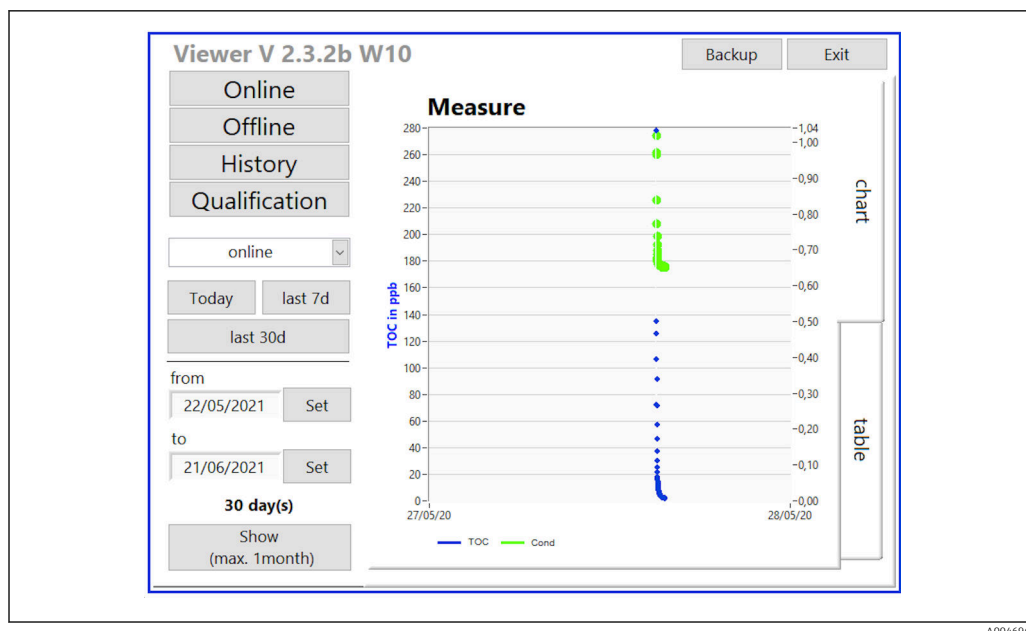 Viewer V 2.3.2b W10
Backup
Exit
Online
Offline
History
Qualification
online
Today
last 7d
last 30d
from
22/05/2021
Set
to
21/06/2021
Set
30 day(s)
Show
(max. 1month)
Measure
TOC in ppb
280
260
240
220
200
180
160
140
120
100
80
60
40
20
0
1,04
1,00
0,90
0,80
0,70
0,60
0,50
0,40
0,30
0,20
0,10
0,00
27/05/20
28/05/20
TOC
Cond
chart
table